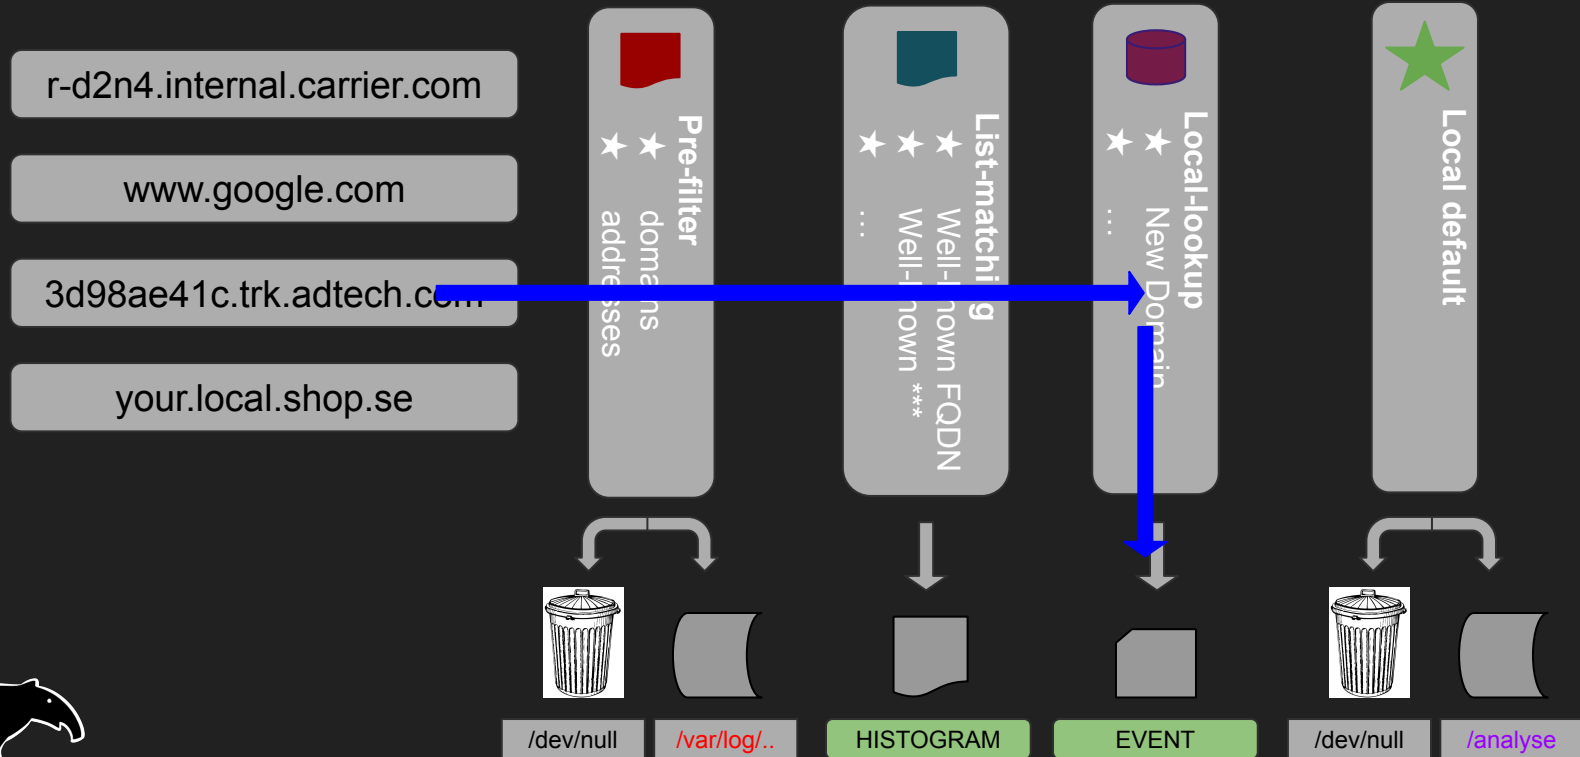 r-d2n4.internal.carrier.com
www.google.com
3d98ae41c.trk.adtech.com
your.local.shop.se
Pre-filter
★ domains
★ addresses
List-matching
★ Well-known FQDN
★ Well-known ***
★ ...
Local-lookup
★ New Domain
★ ...
Local default
/dev/null
/var/log/..
HISTOGRAM
EVENT
/dev/null
/analyse